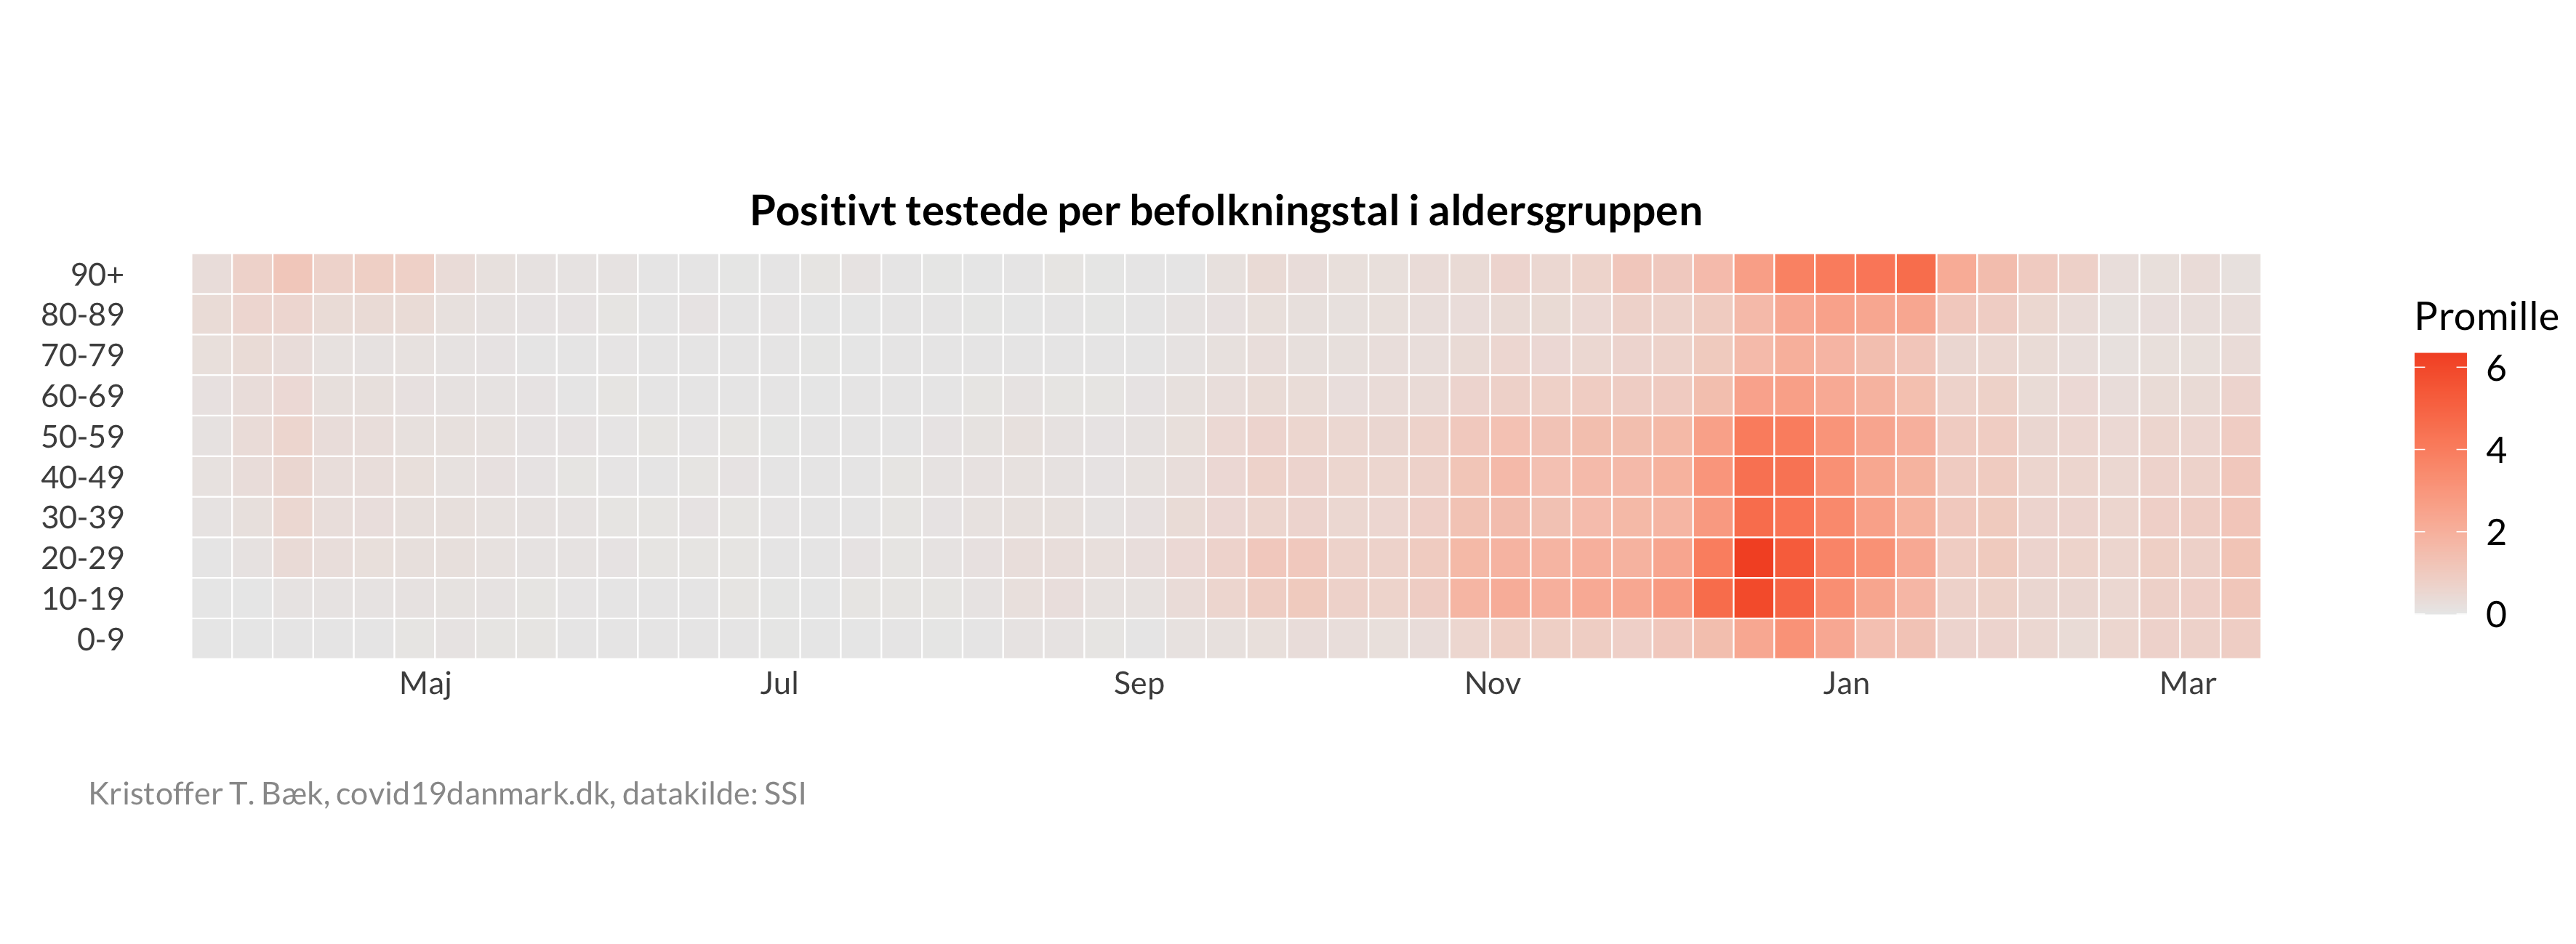 Positivt testede per befolkningstal i aldersgruppen
90+
80-89
70-79
60-69
50-59
40-49
30-39
20-29
10-19
0-9
Maj
Jul
Sep
Nov
Jan
Mar
Promille
6
4
2
0
Kristoffer T. Bæk, covid19danmark.dk, datakilde: SSI